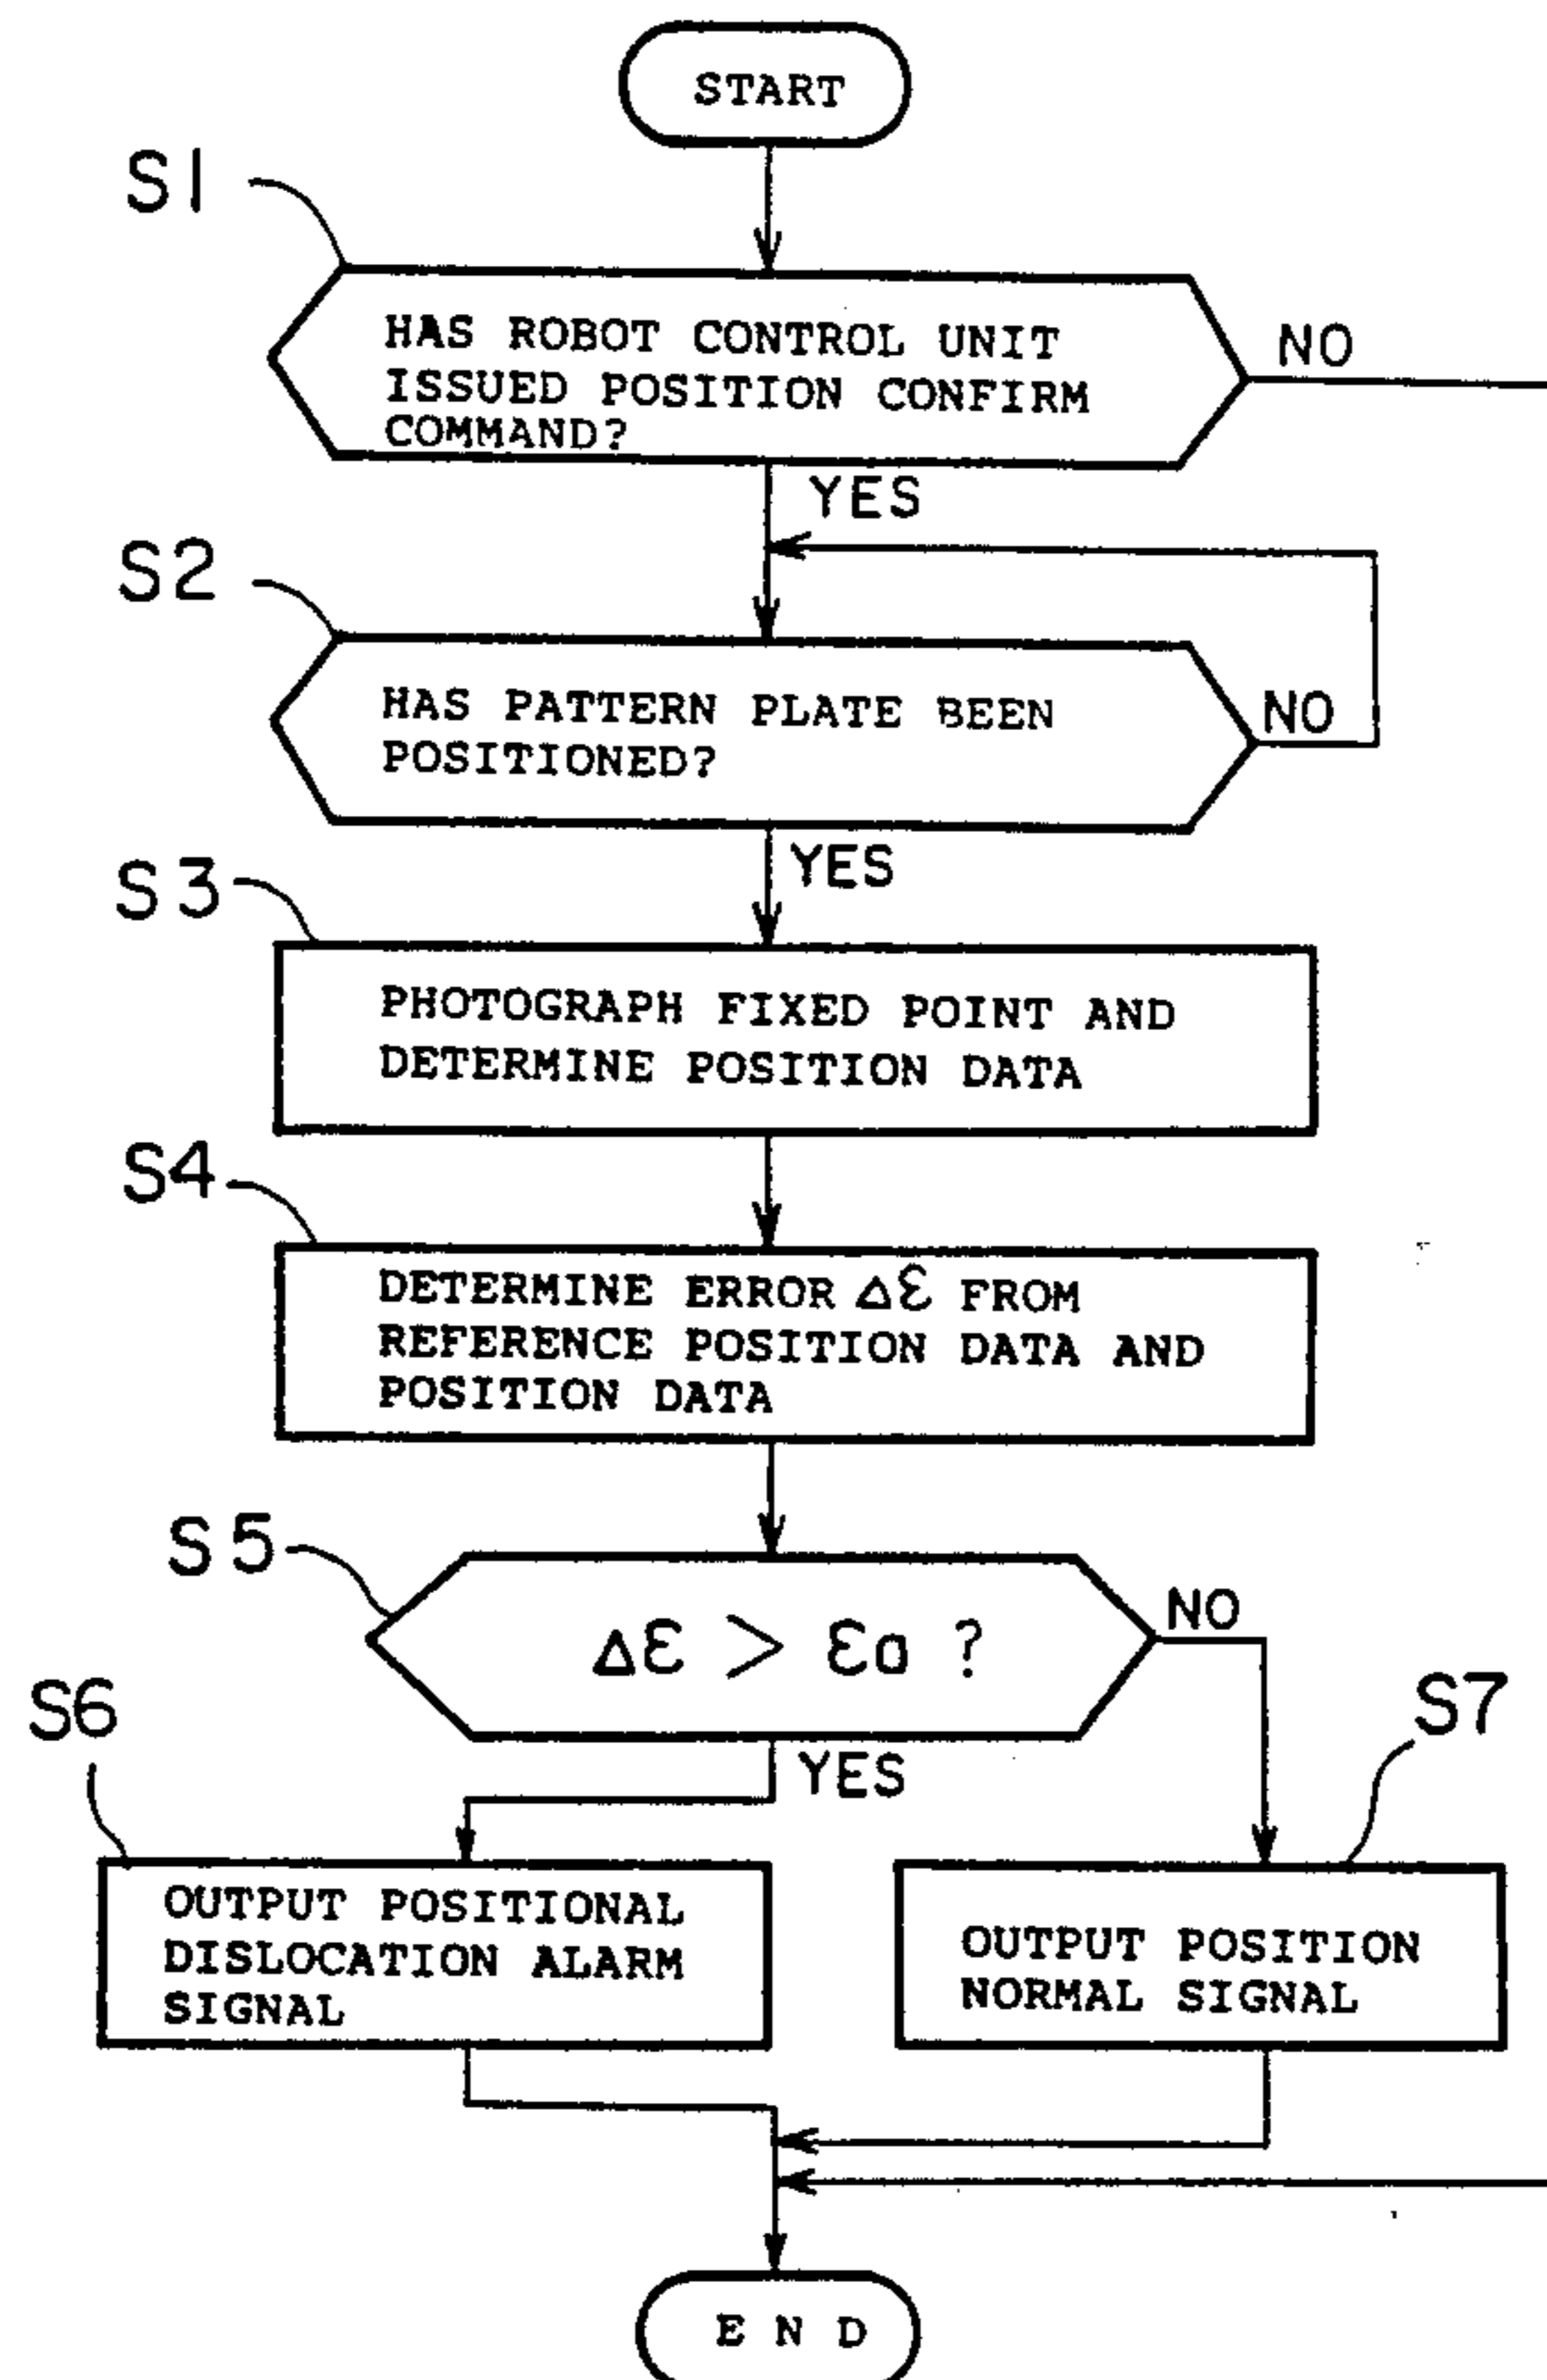 START
S1
HAS ROBOT CONTROL UNIT
ISSUED POSITION CONFIRM
COMMAND?
NO
YES
S2
HAS PATTERN PLATE BEEN
POSITIONED?
NO
YES
S3
PHOTOGRAPH FIXED POINT AND
DETERMINE POSITION DATA
S4
DETERMINE ERROR Δε FROM
REFERENCE POSITION DATA AND
POSITION DATA
S5
Δε > εa ?
NO
YES
S6
OUTPUT POSITIONAL
DISLOCATION ALARM
SIGNAL
S7
OUTPUT POSITION
NORMAL SIGNAL
END